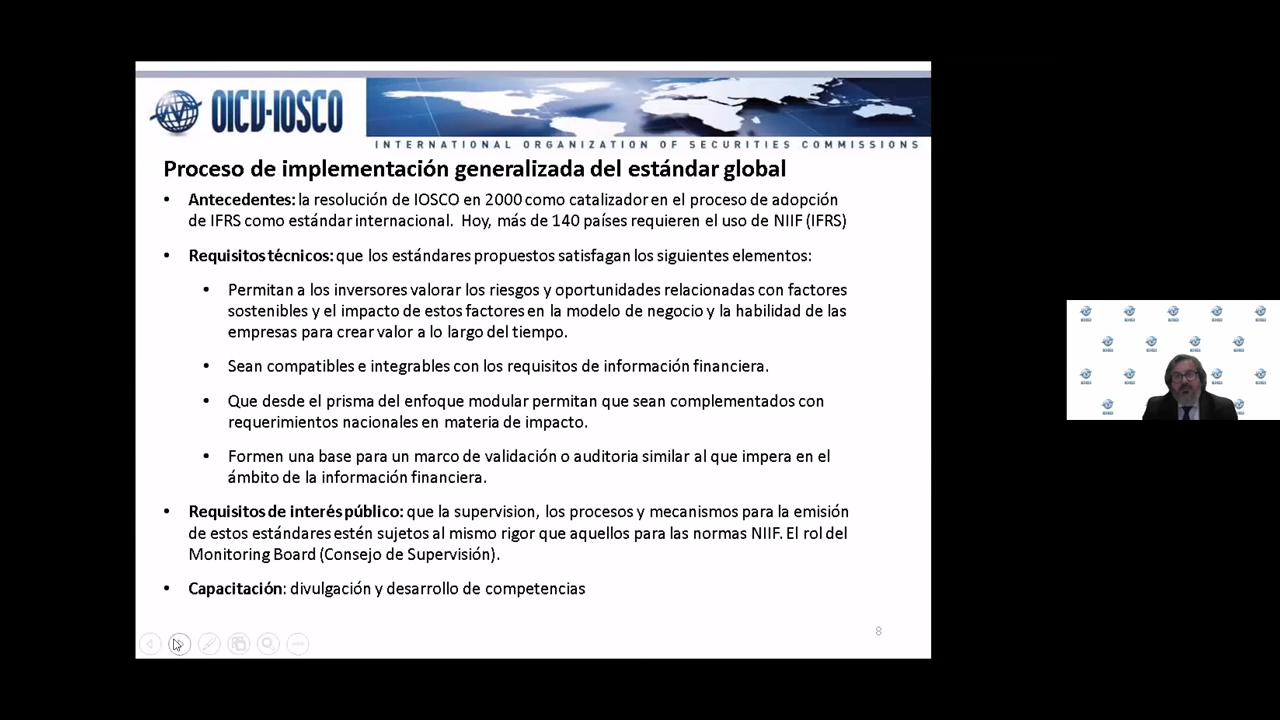 OICU-IOSCO
INTERNATIONAL ORGANIZATION OF SECURITIES COMMISSIONS
Proceso de implementación generalizada del estándar global
• Antecedentes: la resolución de IOSCO en 2000 como catalizador en el proceso de adopción
de IFRS como estándar internacional. Hoy, más de 140 países requieren el uso de NIIF (IFRS)
• Requisitos técnicos: que los estándares propuestos satisfagan los siguientes elementos:
• Permitan a los inversores valorar los riesgos y oportunidades relacionadas con factores
sostenibles y el impacto de estos factores en la modelo de negocio y la habilidad de las
empresas para crear valor a lo largo del tiempo.
• Sean compatibles e integrables con los requisitos de información financiera.
• Que desde el prisma del enfoque modular permitan que sean complementados con
requerimientos nacionales en materia de impacto.
• Formen una base para un marco de validación o auditoria similar al que impera en el
ámbito de la información financiera.
• Requisitos de interés público: que la supervision, los procesos y mecanismos para la emisión
de estos estándares estén sujetos al mismo rigor que aquellos para las normas NIIF. El rol del
Monitoring Board (Consejo de Supervisión).
• Capacitación: divulgación y desarrollo de competencias
8